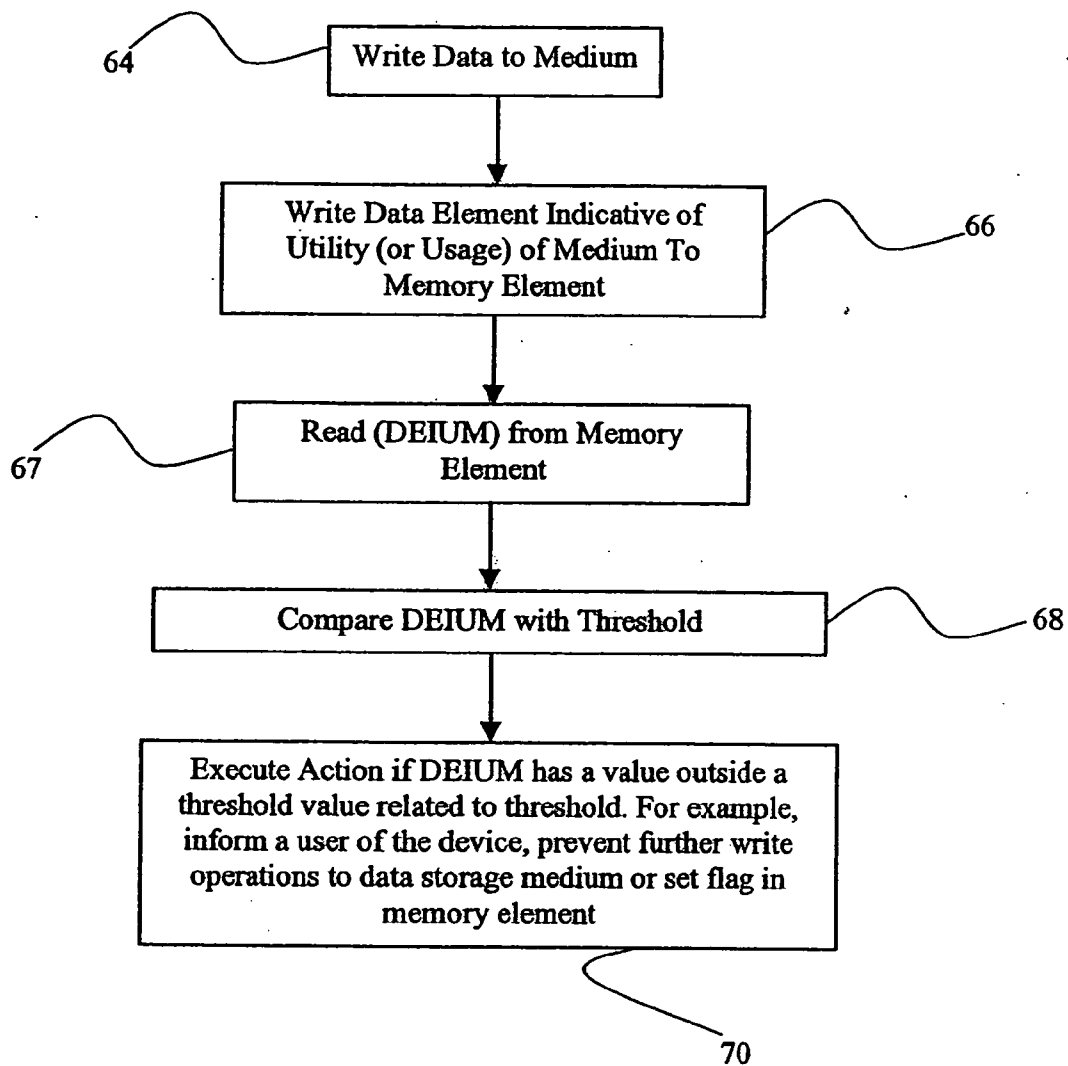 64
Write Data to Medium
Write Data Element Indicative of
Utility (or Usage) of Medium To
Memory Element
66
Read (DEIUM) from Memory
Element
67
Compare DEIUM with Threshold
68
Execute Action if DEIUM has a value outside a
threshold value related to threshold. For example,
inform a user of the device, prevent further write
operations to data storage medium or set flag in
memory element
70